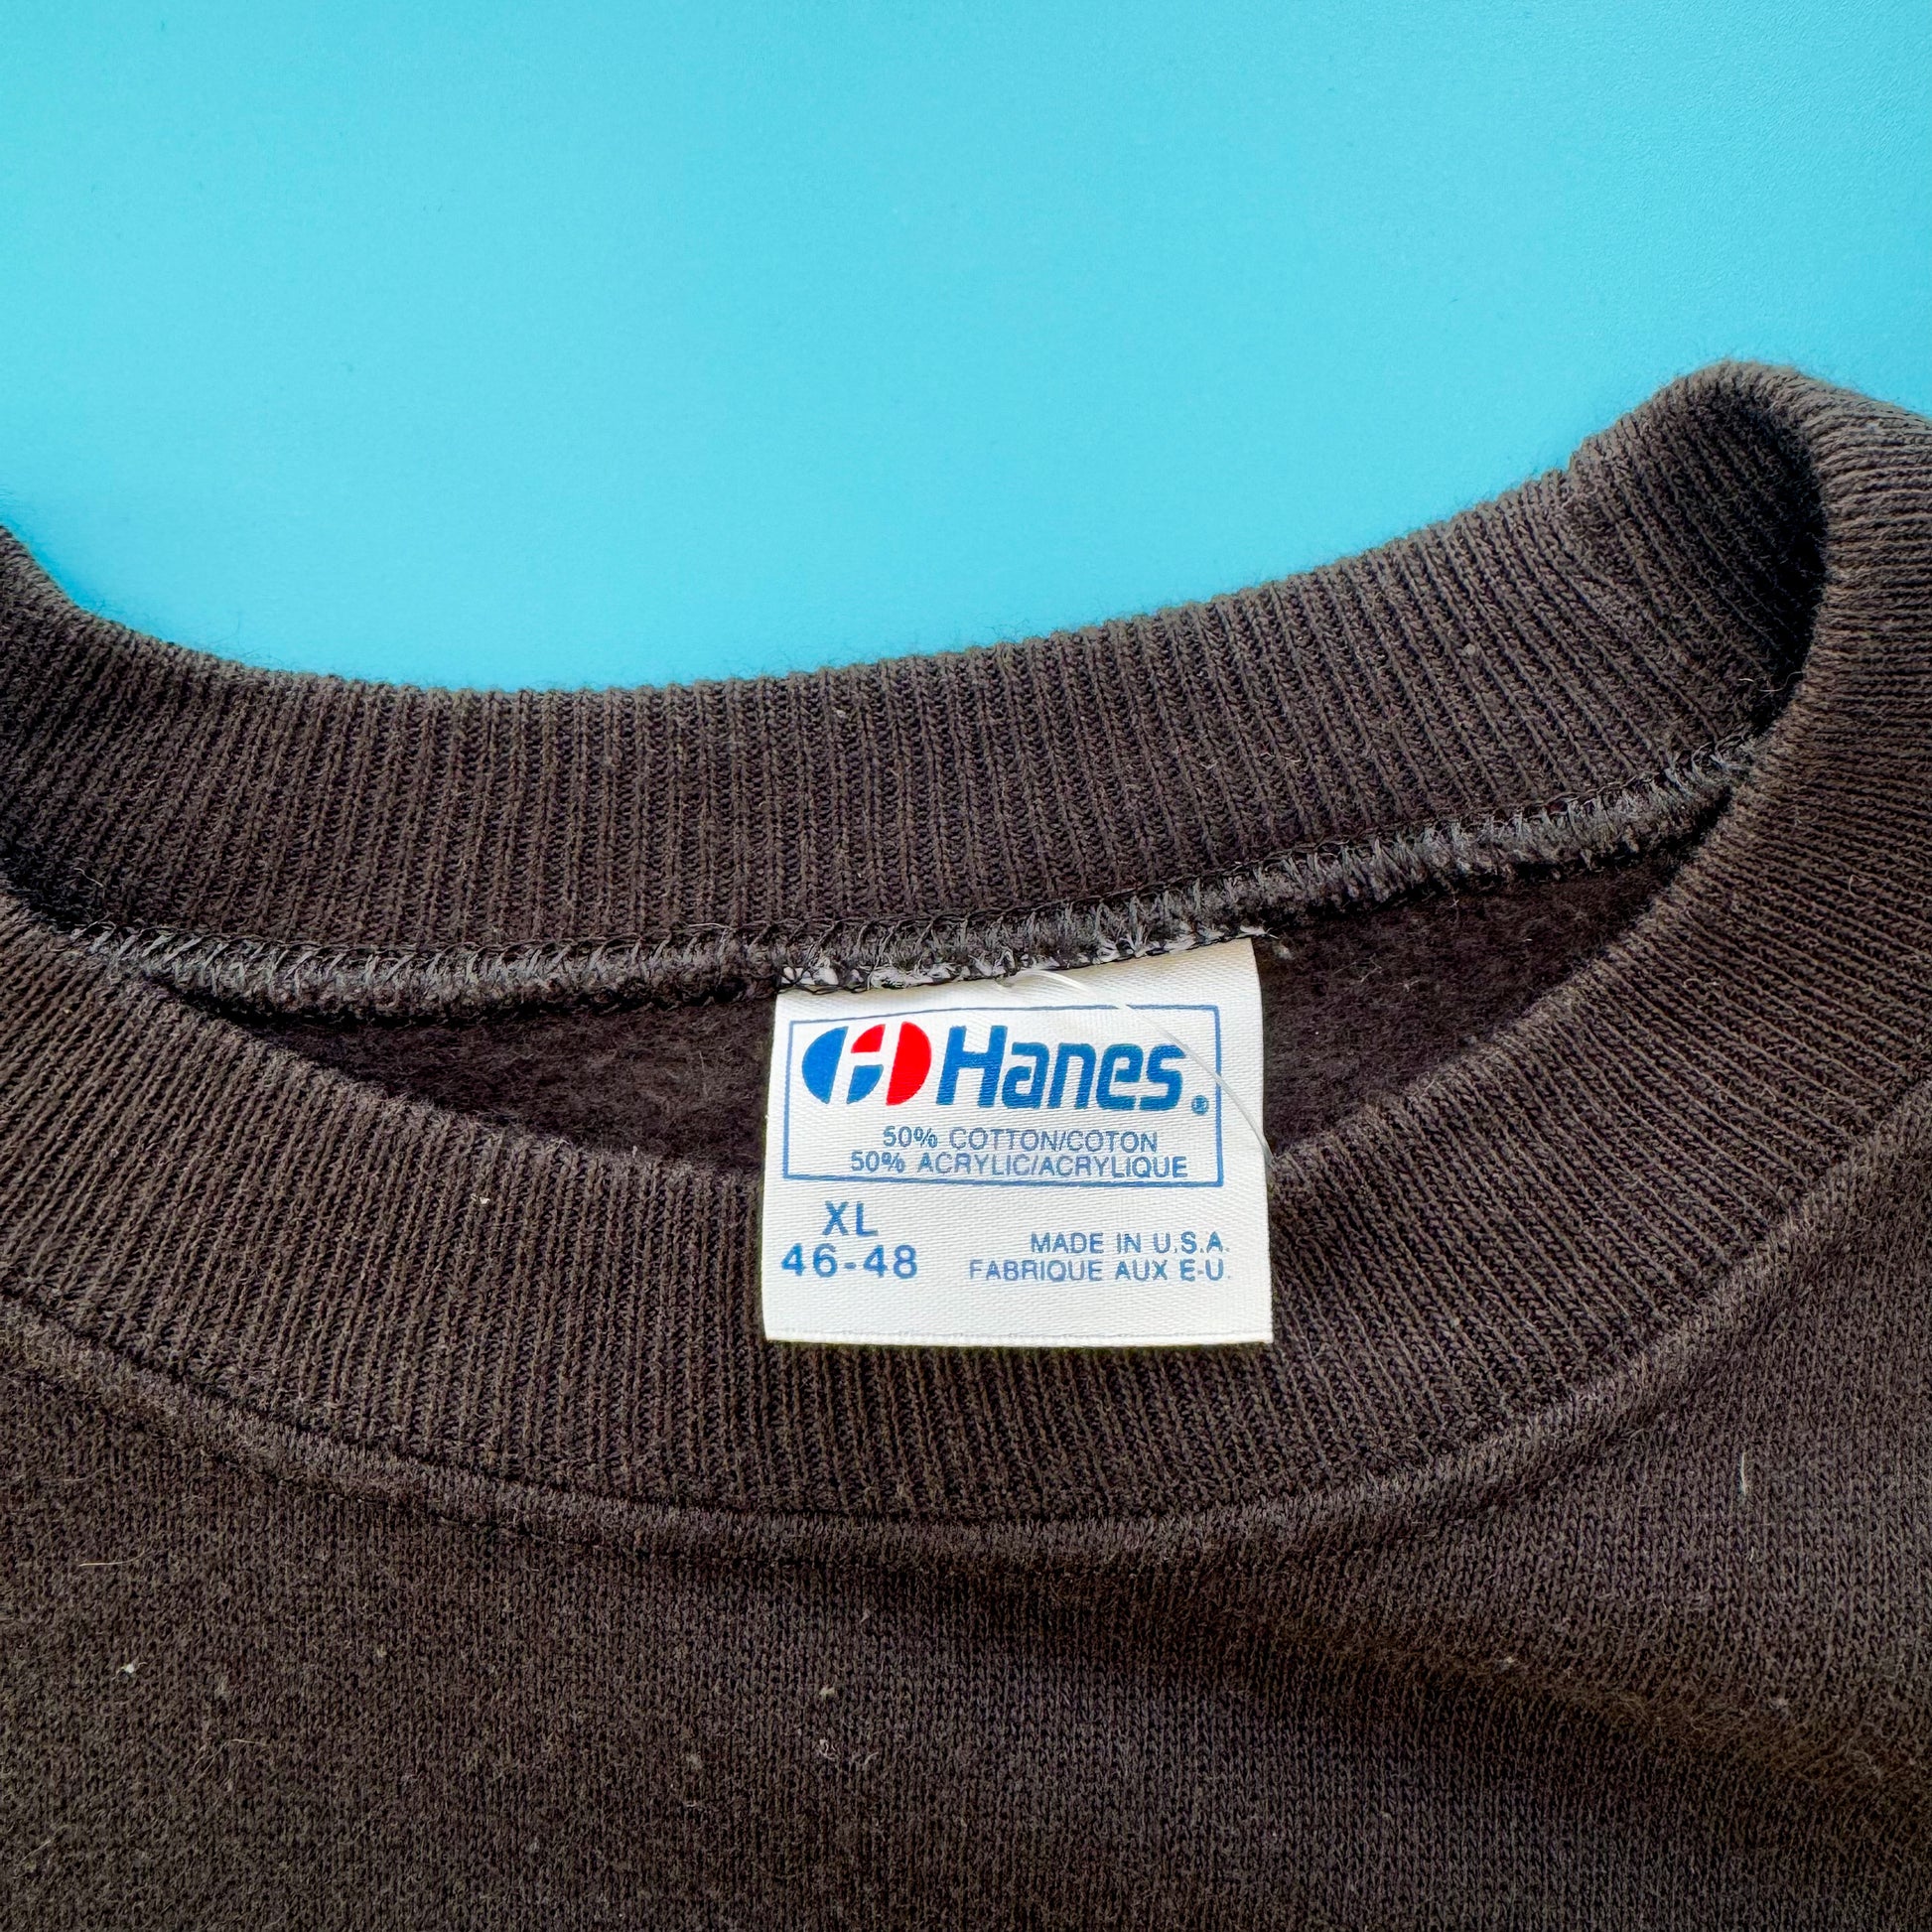 Hanes®
50% COTTON/COTON
50% ACRYLIC/ACRYLIQUE
XL
46-48
MADE IN U.S.A.
FABRIQUE AUX E-U.